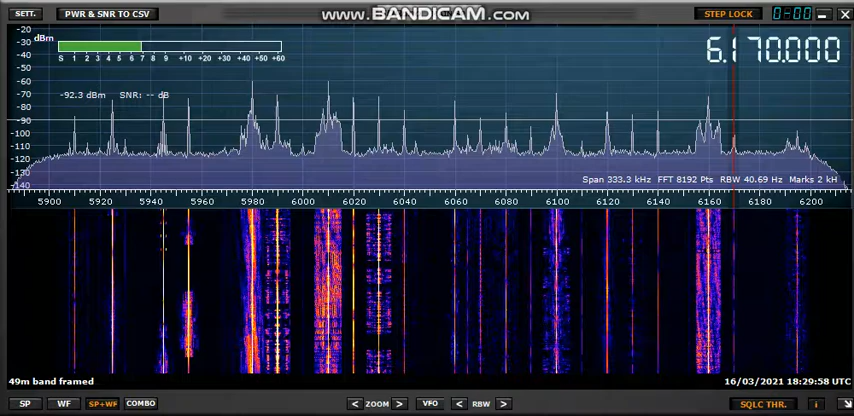 SETT. PWR & SNR TO CSV www.BANDICAM.com STEP LOCK 0-00
-20
dBm
-30
-40
S 1 2 3 4 5 6 7 8 9 +10 +20 +30 +40 +50 +60
6.170.000
-50
-60
-70
-80
-92.3 dBm SNR: -- dB
-90
-100
-110
-120
-130
-140
Span 333.3 kHz FFT 8192 Pts RBW 40.69 Hz Marks 2 kH
5900 5920 5940 5960 5980 6000 6020 6040 6060 6080 6100 6120 6140 6160 6180 6200
49m band framed 16/03/2021 18:29:58 UTC
SP WF SP+WF COMBO < ZOOM > VFO < RBW > SQLC THR. i